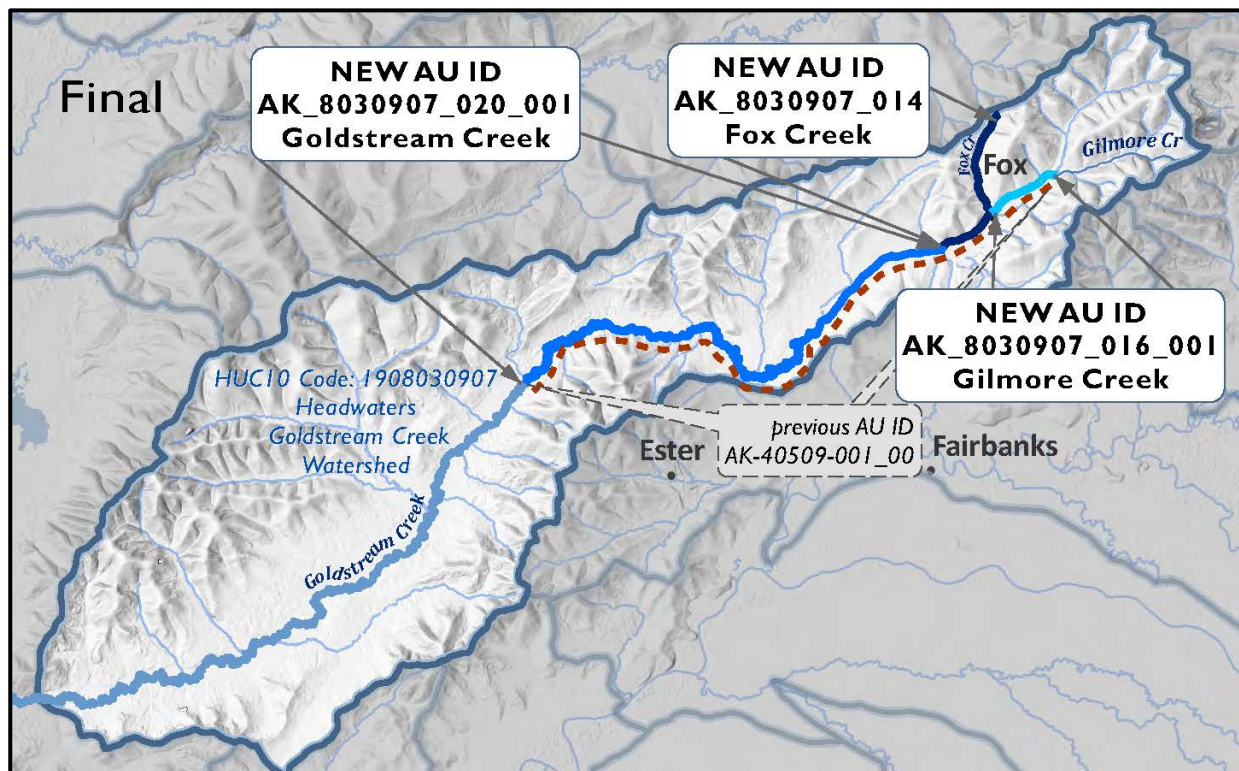 Final
NEW AU ID
AK_8030907_020_001
Goldstream Creek
NEW AU ID
AK_8030907_014
Fox Creek
Fox Cr
Fox
Gilmore Cr
NEW AU ID
AK_8030907_016_001
Gilmore Creek
HUC10 Code: 1908030907
Headwaters
Goldstream Creek
Watershed
previous AU ID
AK-40509-001_00
Ester
Fairbanks
Goldstream Creek